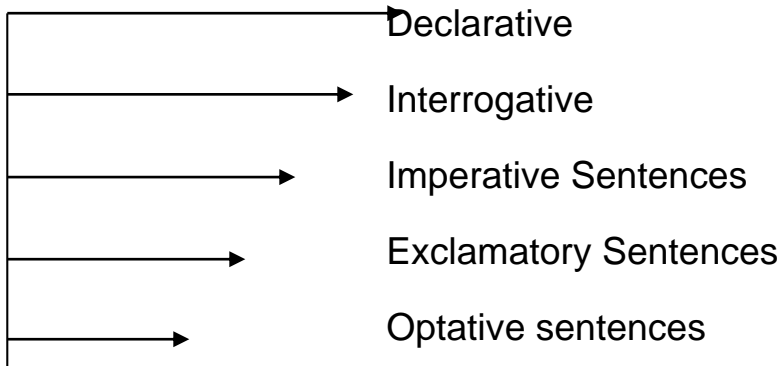 Declarative
Interrogative
Imperative Sentences
Exclamatory Sentences
Optative sentences